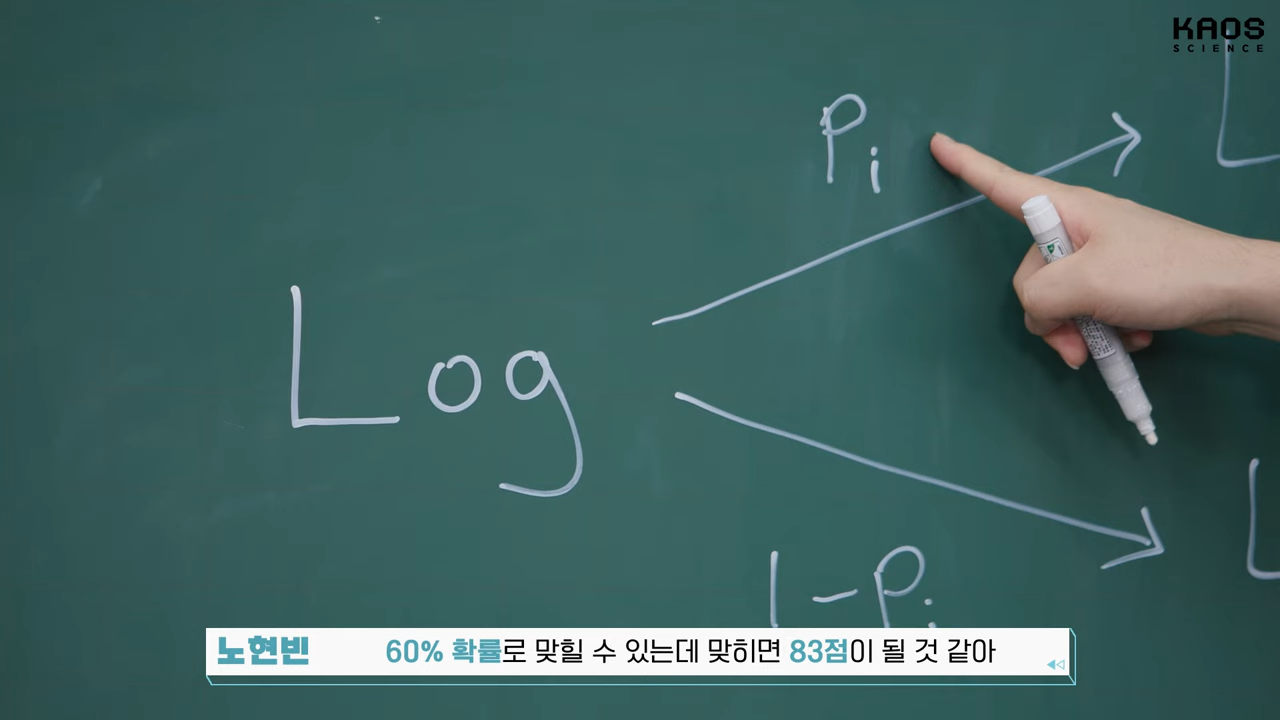 KAOS
SCIENCE
Pi
L
Log
L
1-Pi
노현빈 60% 확률로 맞힐 수 있는데 맞히면 83점이 될 것 같아